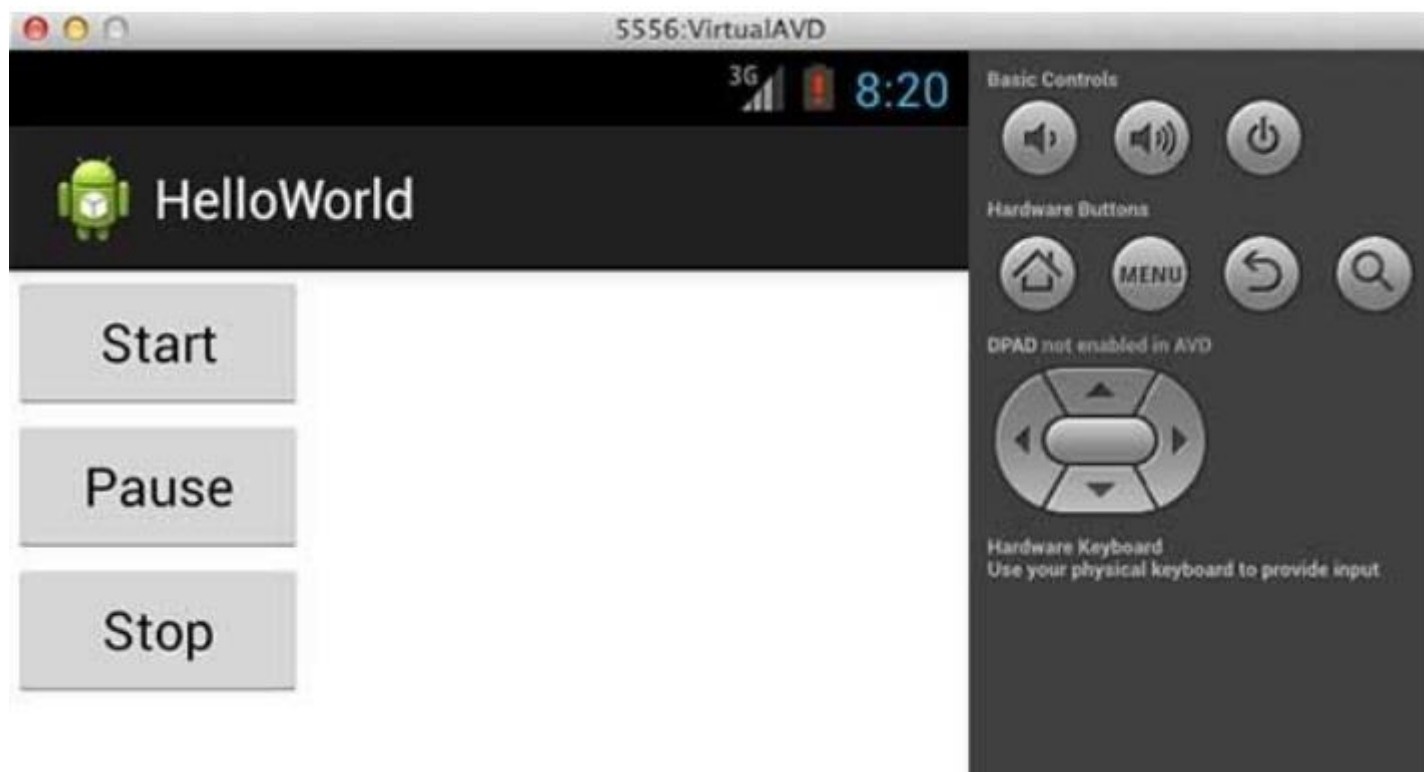 5556:VirtualAVD
3G 8:20
HelloWorld
Start
Pause
Stop
Basic Controls
Hardware Buttons
MENU
DPAD not enabled in AVD
Hardware Keyboard
Use your physical keyboard to provide input